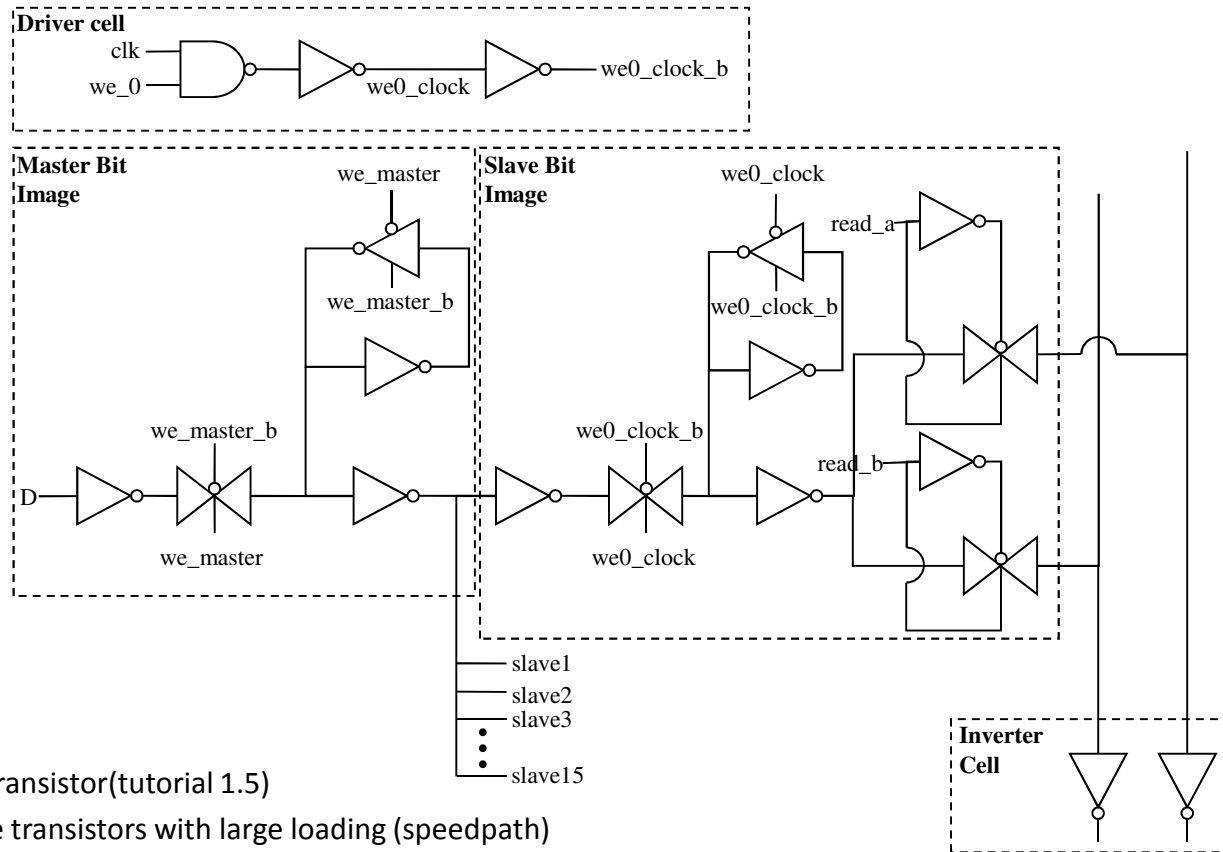 Driver cell
clk
we_0
we0_clock
we0_clock_b
Master Bit
Image
we_master
we_master_b
we_master_b
D
we_master
Slave Bit
Image
we0_clock
read_a
we0_clock_b
we0_clock_b
read_b
we0_clock
slave1
slave2
slave3
slave15
Inverter
Cell
ransistor(tutorial 1.5)
e transistors with large loading (speedpath)